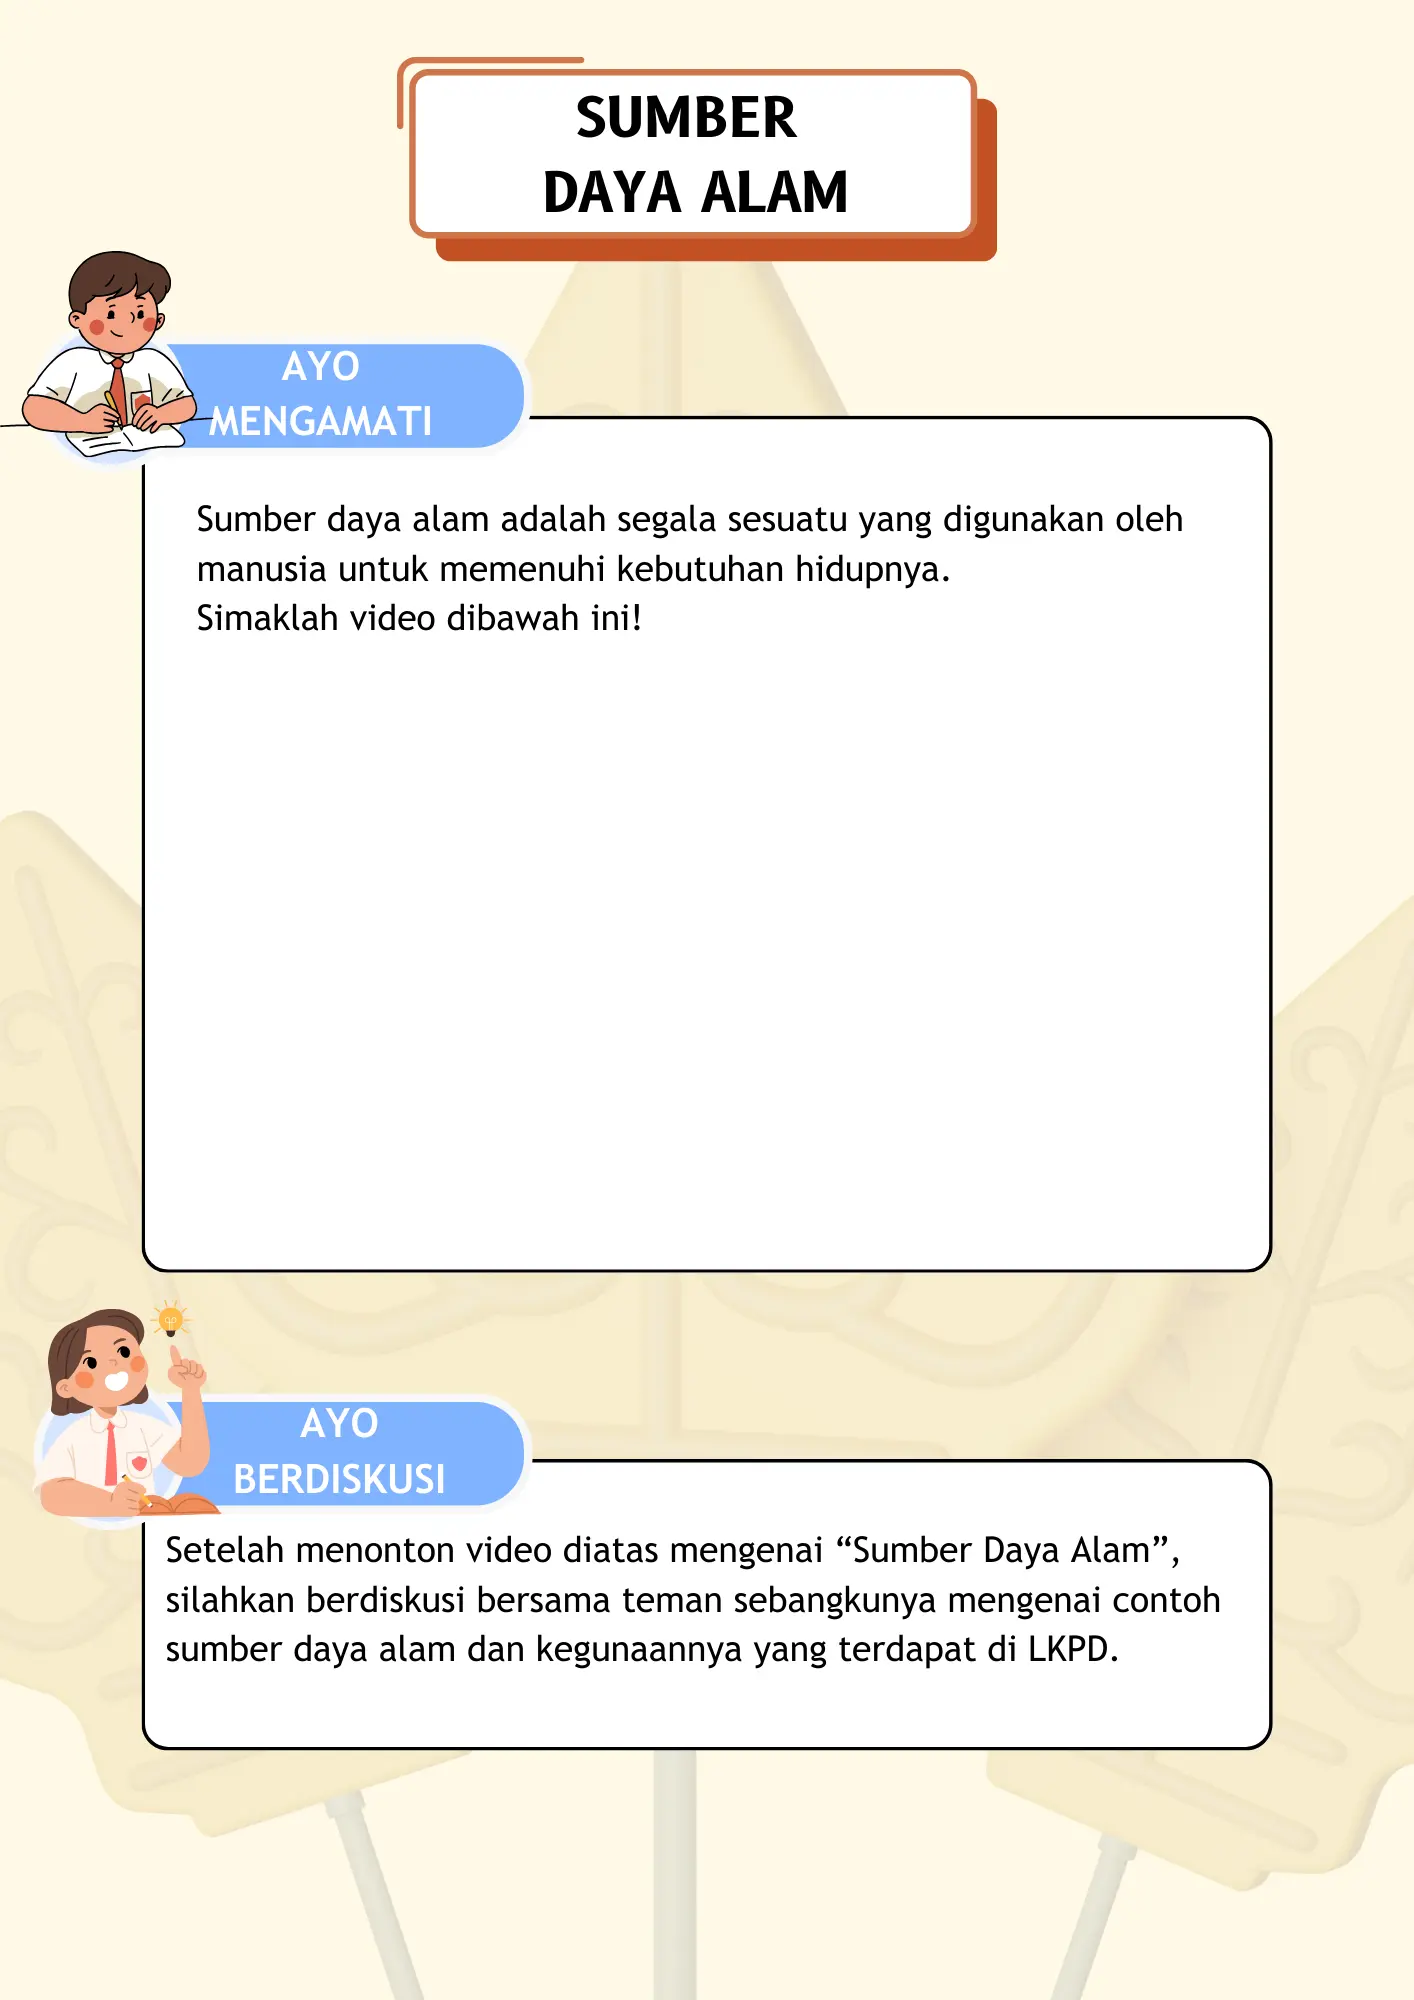 SUMBER
DAYA ALAM
AYO
MENGAMATI
Sumber daya alam adalah segala sesuatu yang digunakan oleh
manusia untuk memenuhi kebutuhan hidupnya.
Simaklah video dibawah ini!
AYO
BERDISKUSI
Setelah menonton video diatas mengenai “Sumber Daya Alam”,
silahkan berdiskusi bersama teman sebangkunya mengenai contoh
sumber daya alam dan kegunaannya yang terdapat di LKPD.